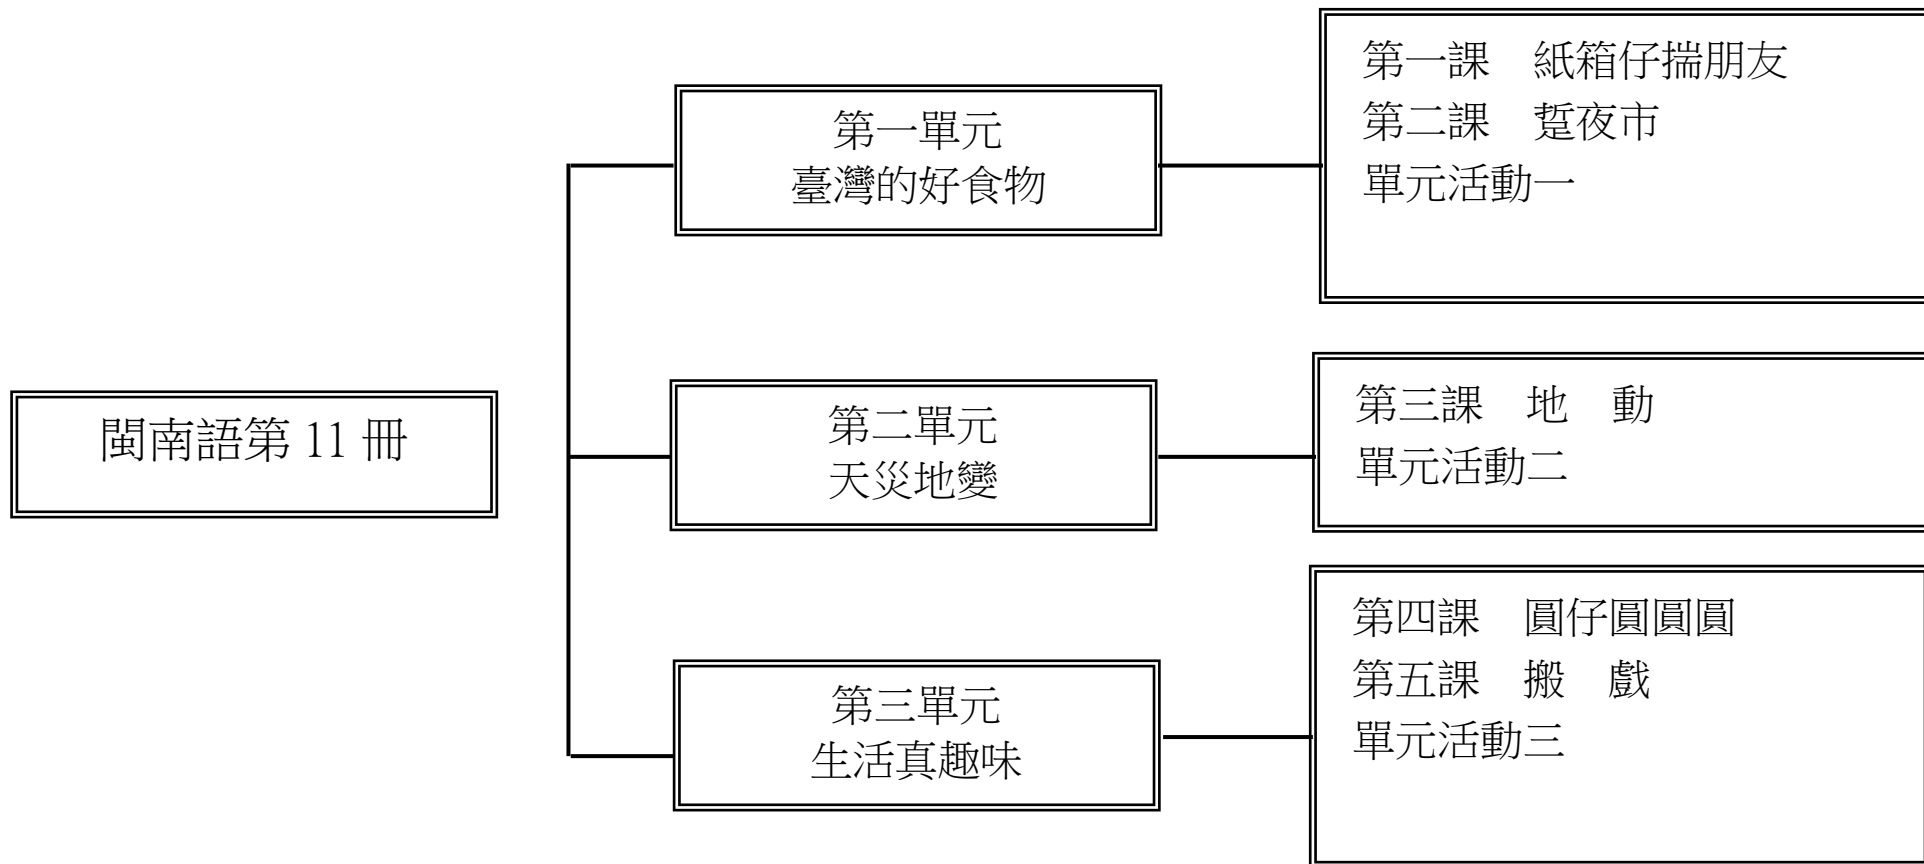 閩南語第 11 冊
第一單元
臺灣的好食物
第一課　紙箱仔揣朋友
第二課　踅夜市
單元活動一
第二單元
天災地變
第三課　地　動
單元活動二
第三單元
生活真趣味
第四課　圓仔圓圓圓
第五課　搬　戲
單元活動三